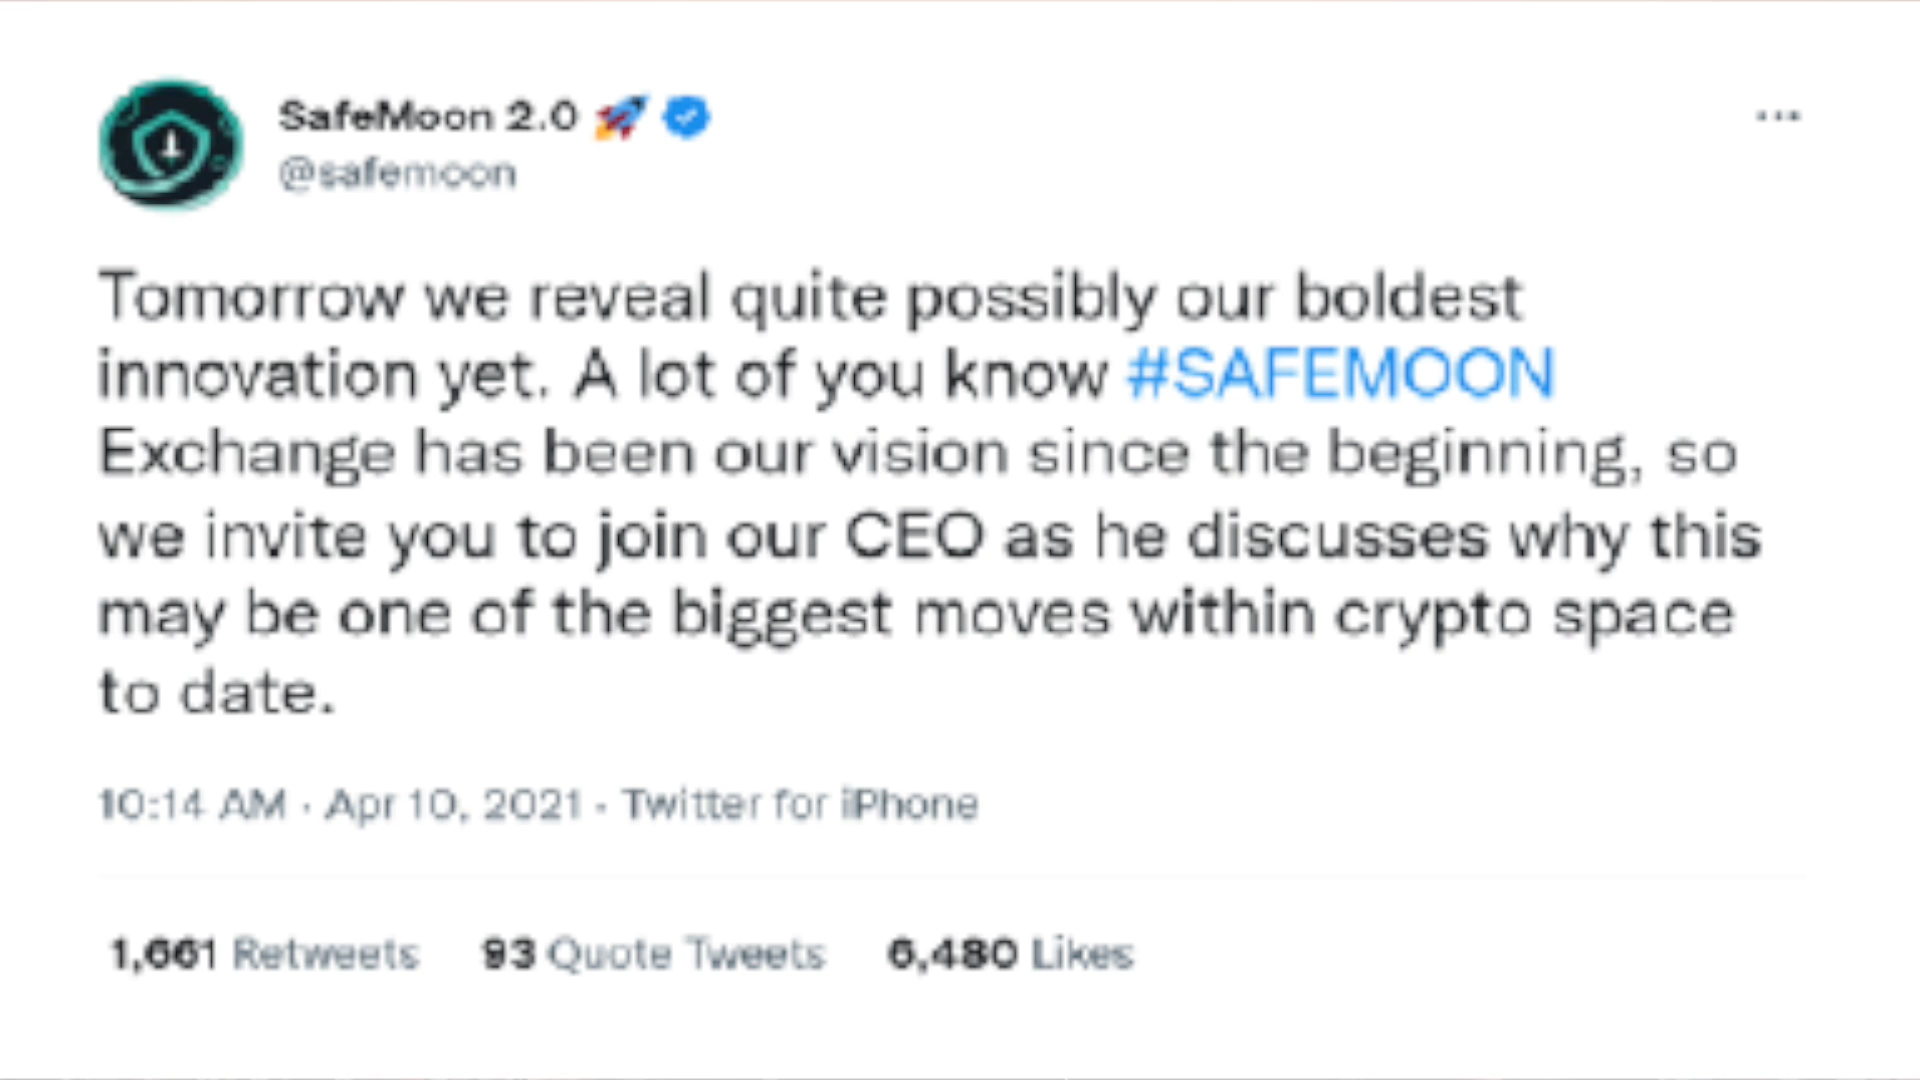 SafeMoon 2.0 🚀
@safemoon
Tomorrow we reveal quite possibly our boldest
innovation yet. A lot of you know #SAFEMOON
Exchange has been our vision since the beginning, so
we invite you to join our CEO as he discusses why this
may be one of the biggest moves within crypto space
to date.
10:14 AM · Apr 10, 2021 · Twitter for iPhone
1,661 Retweets 93 Quote Tweets 6,480 Likes